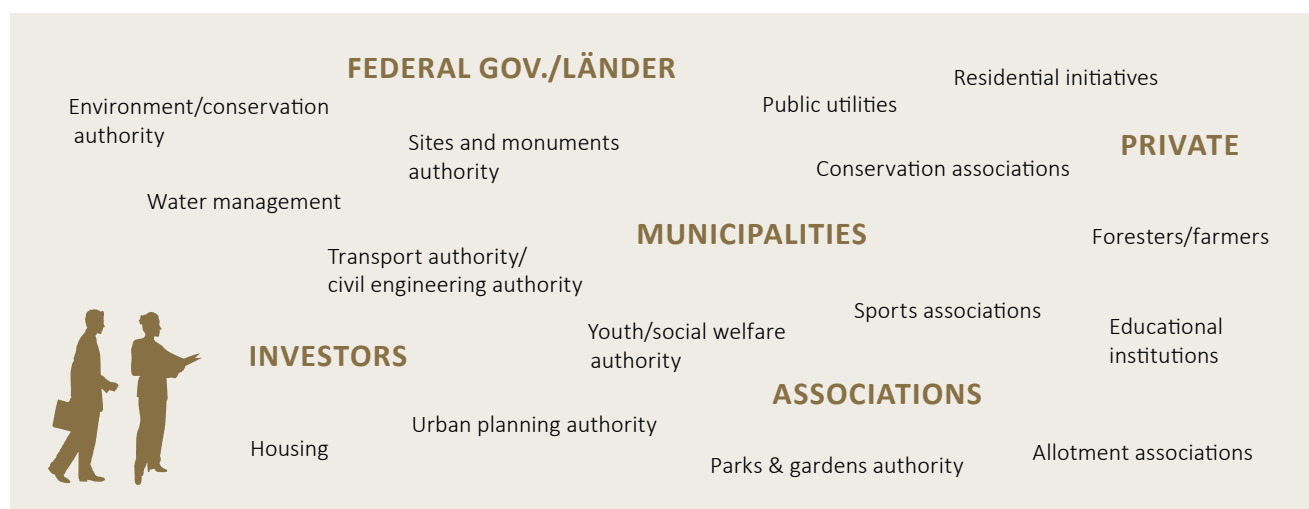 FEDERAL GOV./LÄNDER
Residential initiatives
Public utilities
Environment/conservation
authority
Sites and monuments
authority
PRIVATE
Conservation associations
Water management
MUNICIPALITIES
Foresters/farmers
Transport authority/
civil engineering authority
Sports associations
Youth/social welfare
authority
Educational
institutions
INVESTORS
ASSOCIATIONS
Urban planning authority
Housing
Parks & gardens authority
Allotment associations